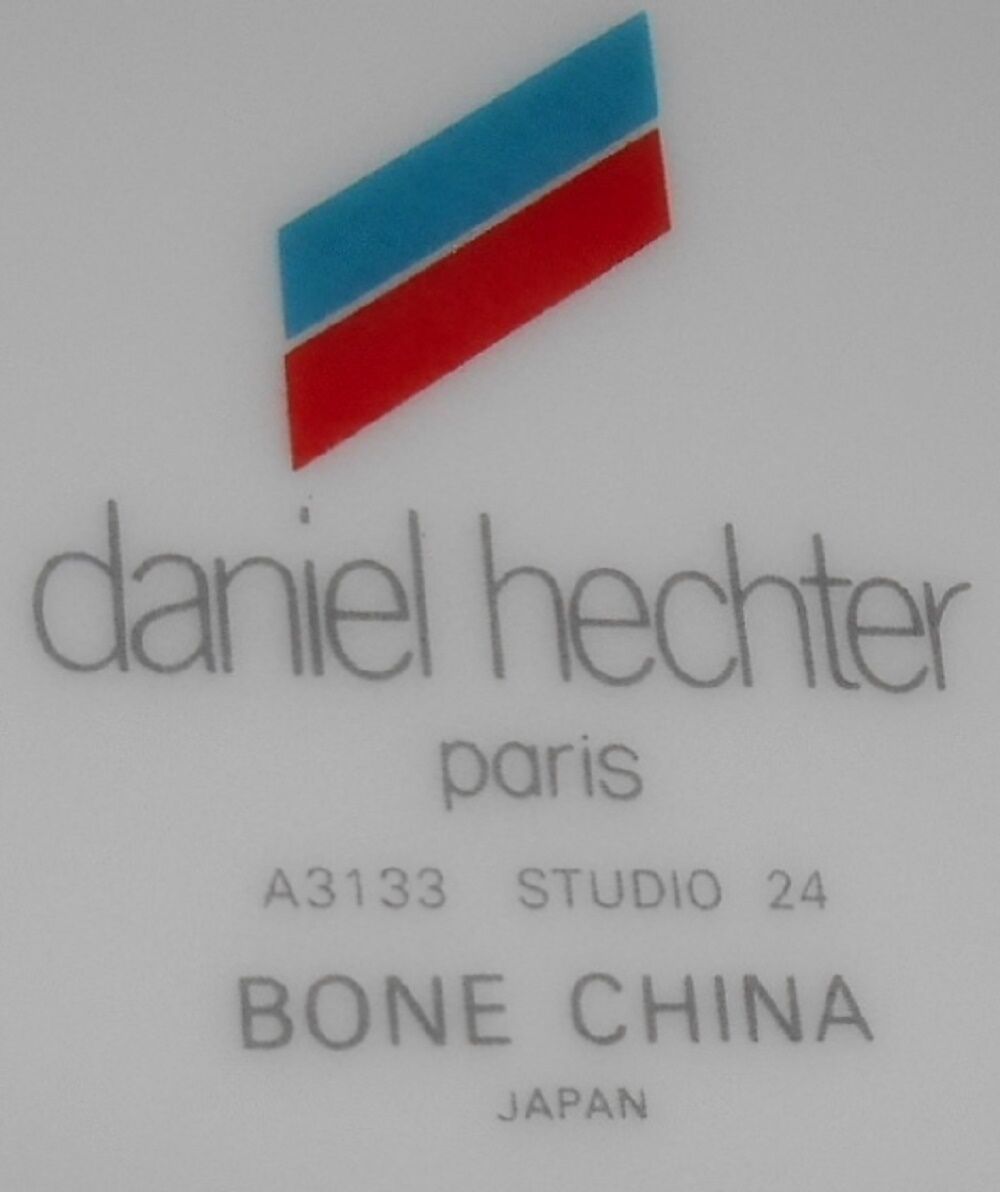 daniel hechter
paris
A3133 STUDIO 24
BONE CHINA
JAPAN